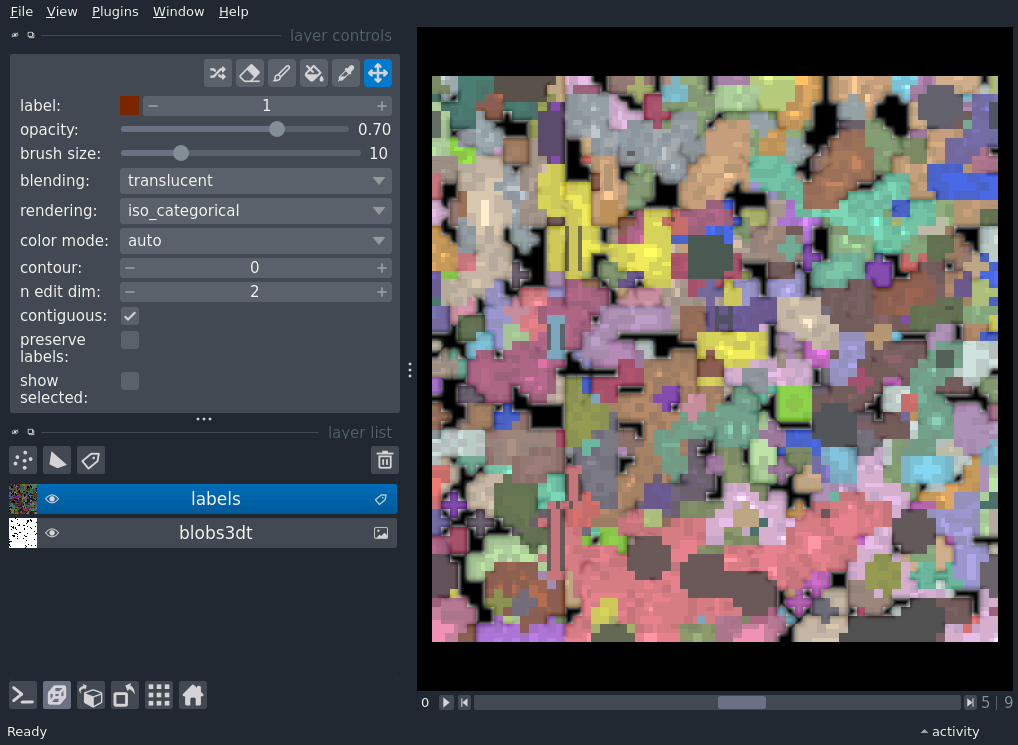 File View Plugins Window Help
layer controls
label: 1
opacity: 0.70
brush size: 10
blending: translucent
rendering: iso_categorical
color mode: auto
contour: 0
n edit dim: 2
contiguous:
preserve
labels:
show
selected:
layer list
labels
blobs3dt
0 5 | 9
Ready activity